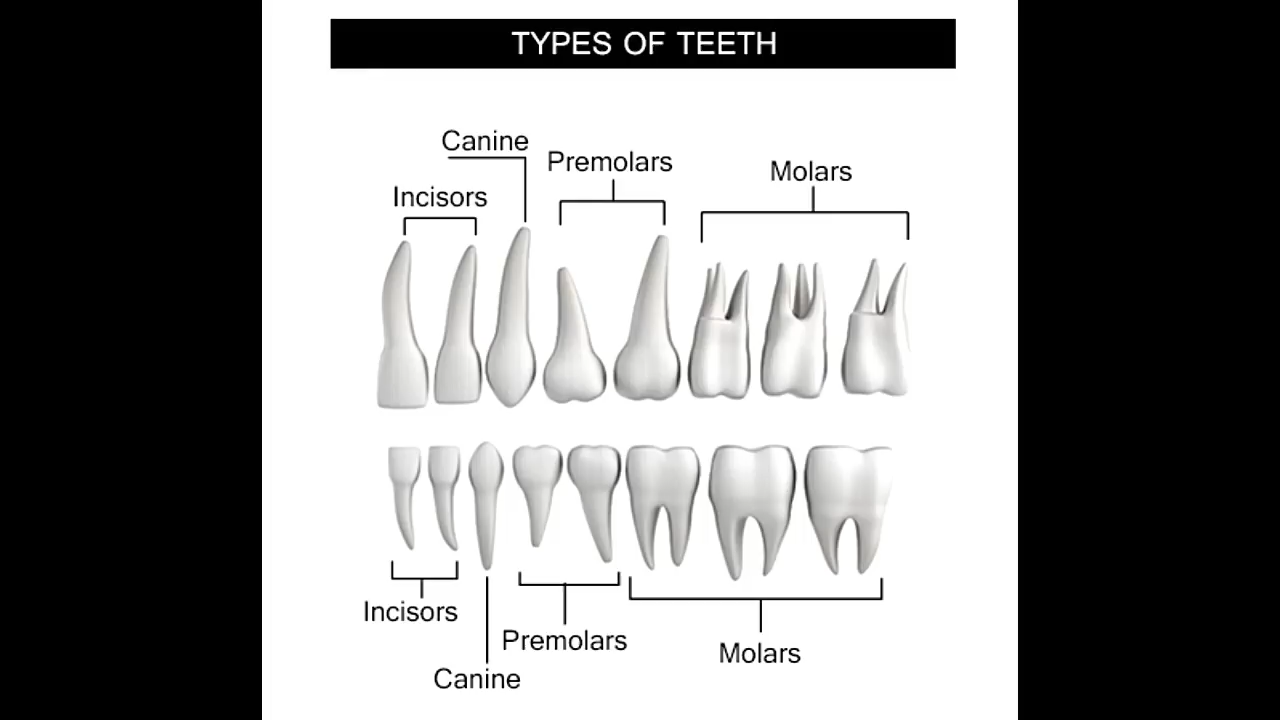 TYPES OF TEETH
Canine
Premolars
Molars
Incisors
Incisors
Premolars
Molars
Canine